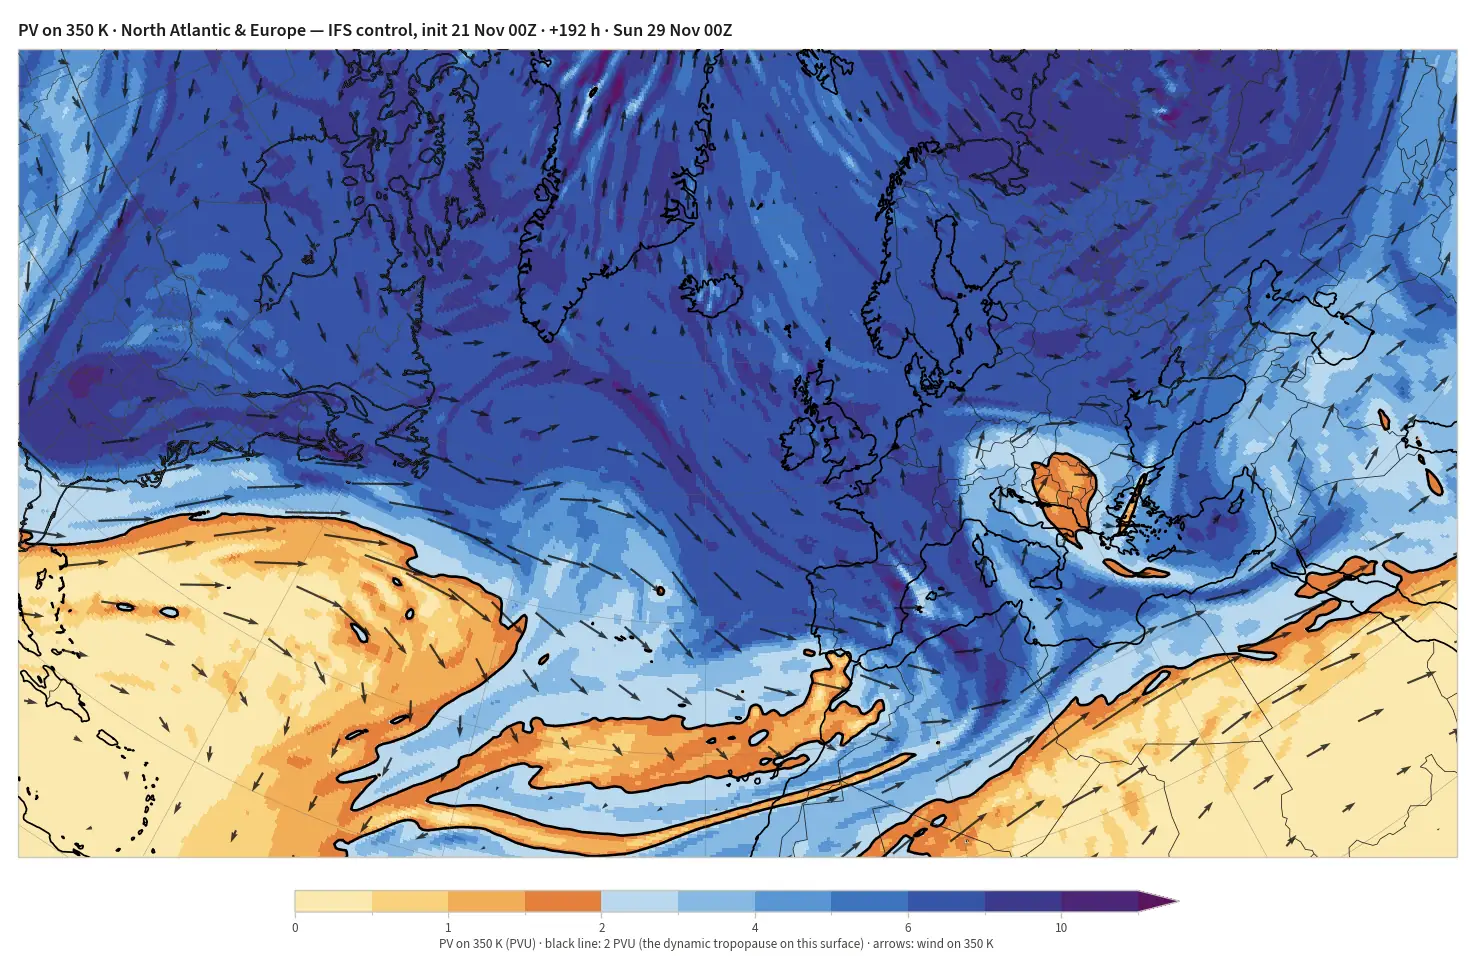 PV on 350 K · North Atlantic & Europe — IFS control, init 21 Nov 00Z · +192 h · Sun 29 Nov 00Z
0 1 2 4 6 10
PV on 350 K (PVU) · black line: 2 PVU (the dynamic tropopause on this surface) · arrows: wind on 350 K